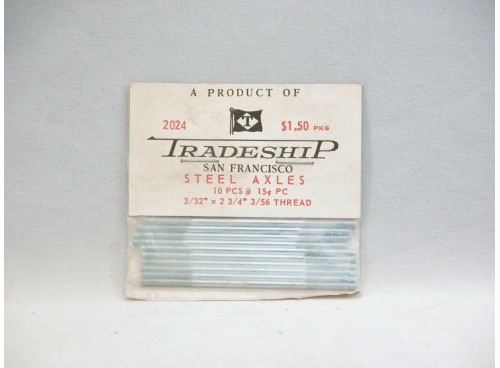 A PRODUCT OF
T
2024 $1.50 PKG
TRADESHIP
SAN FRANCISCO
STEEL AXLES
10 PCS @ 15¢ PC
3/32" x 2 3/4" 3/56 THREAD